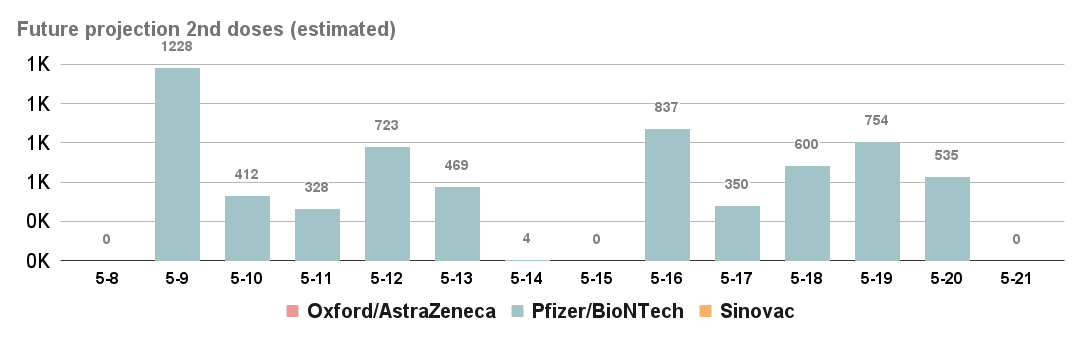 Future projection 2nd doses (estimated)
1228
1K
1K
837
754
723
1K
600
535
469
1K
412
350
328
0K
0
4
0
0
0K
5-8 5-9 5-10 5-11 5-12 5-13 5-14 5-15 5-16 5-17 5-18 5-19 5-20 5-21
Oxford/AstraZeneca Pfizer/BioNTech Sinovac